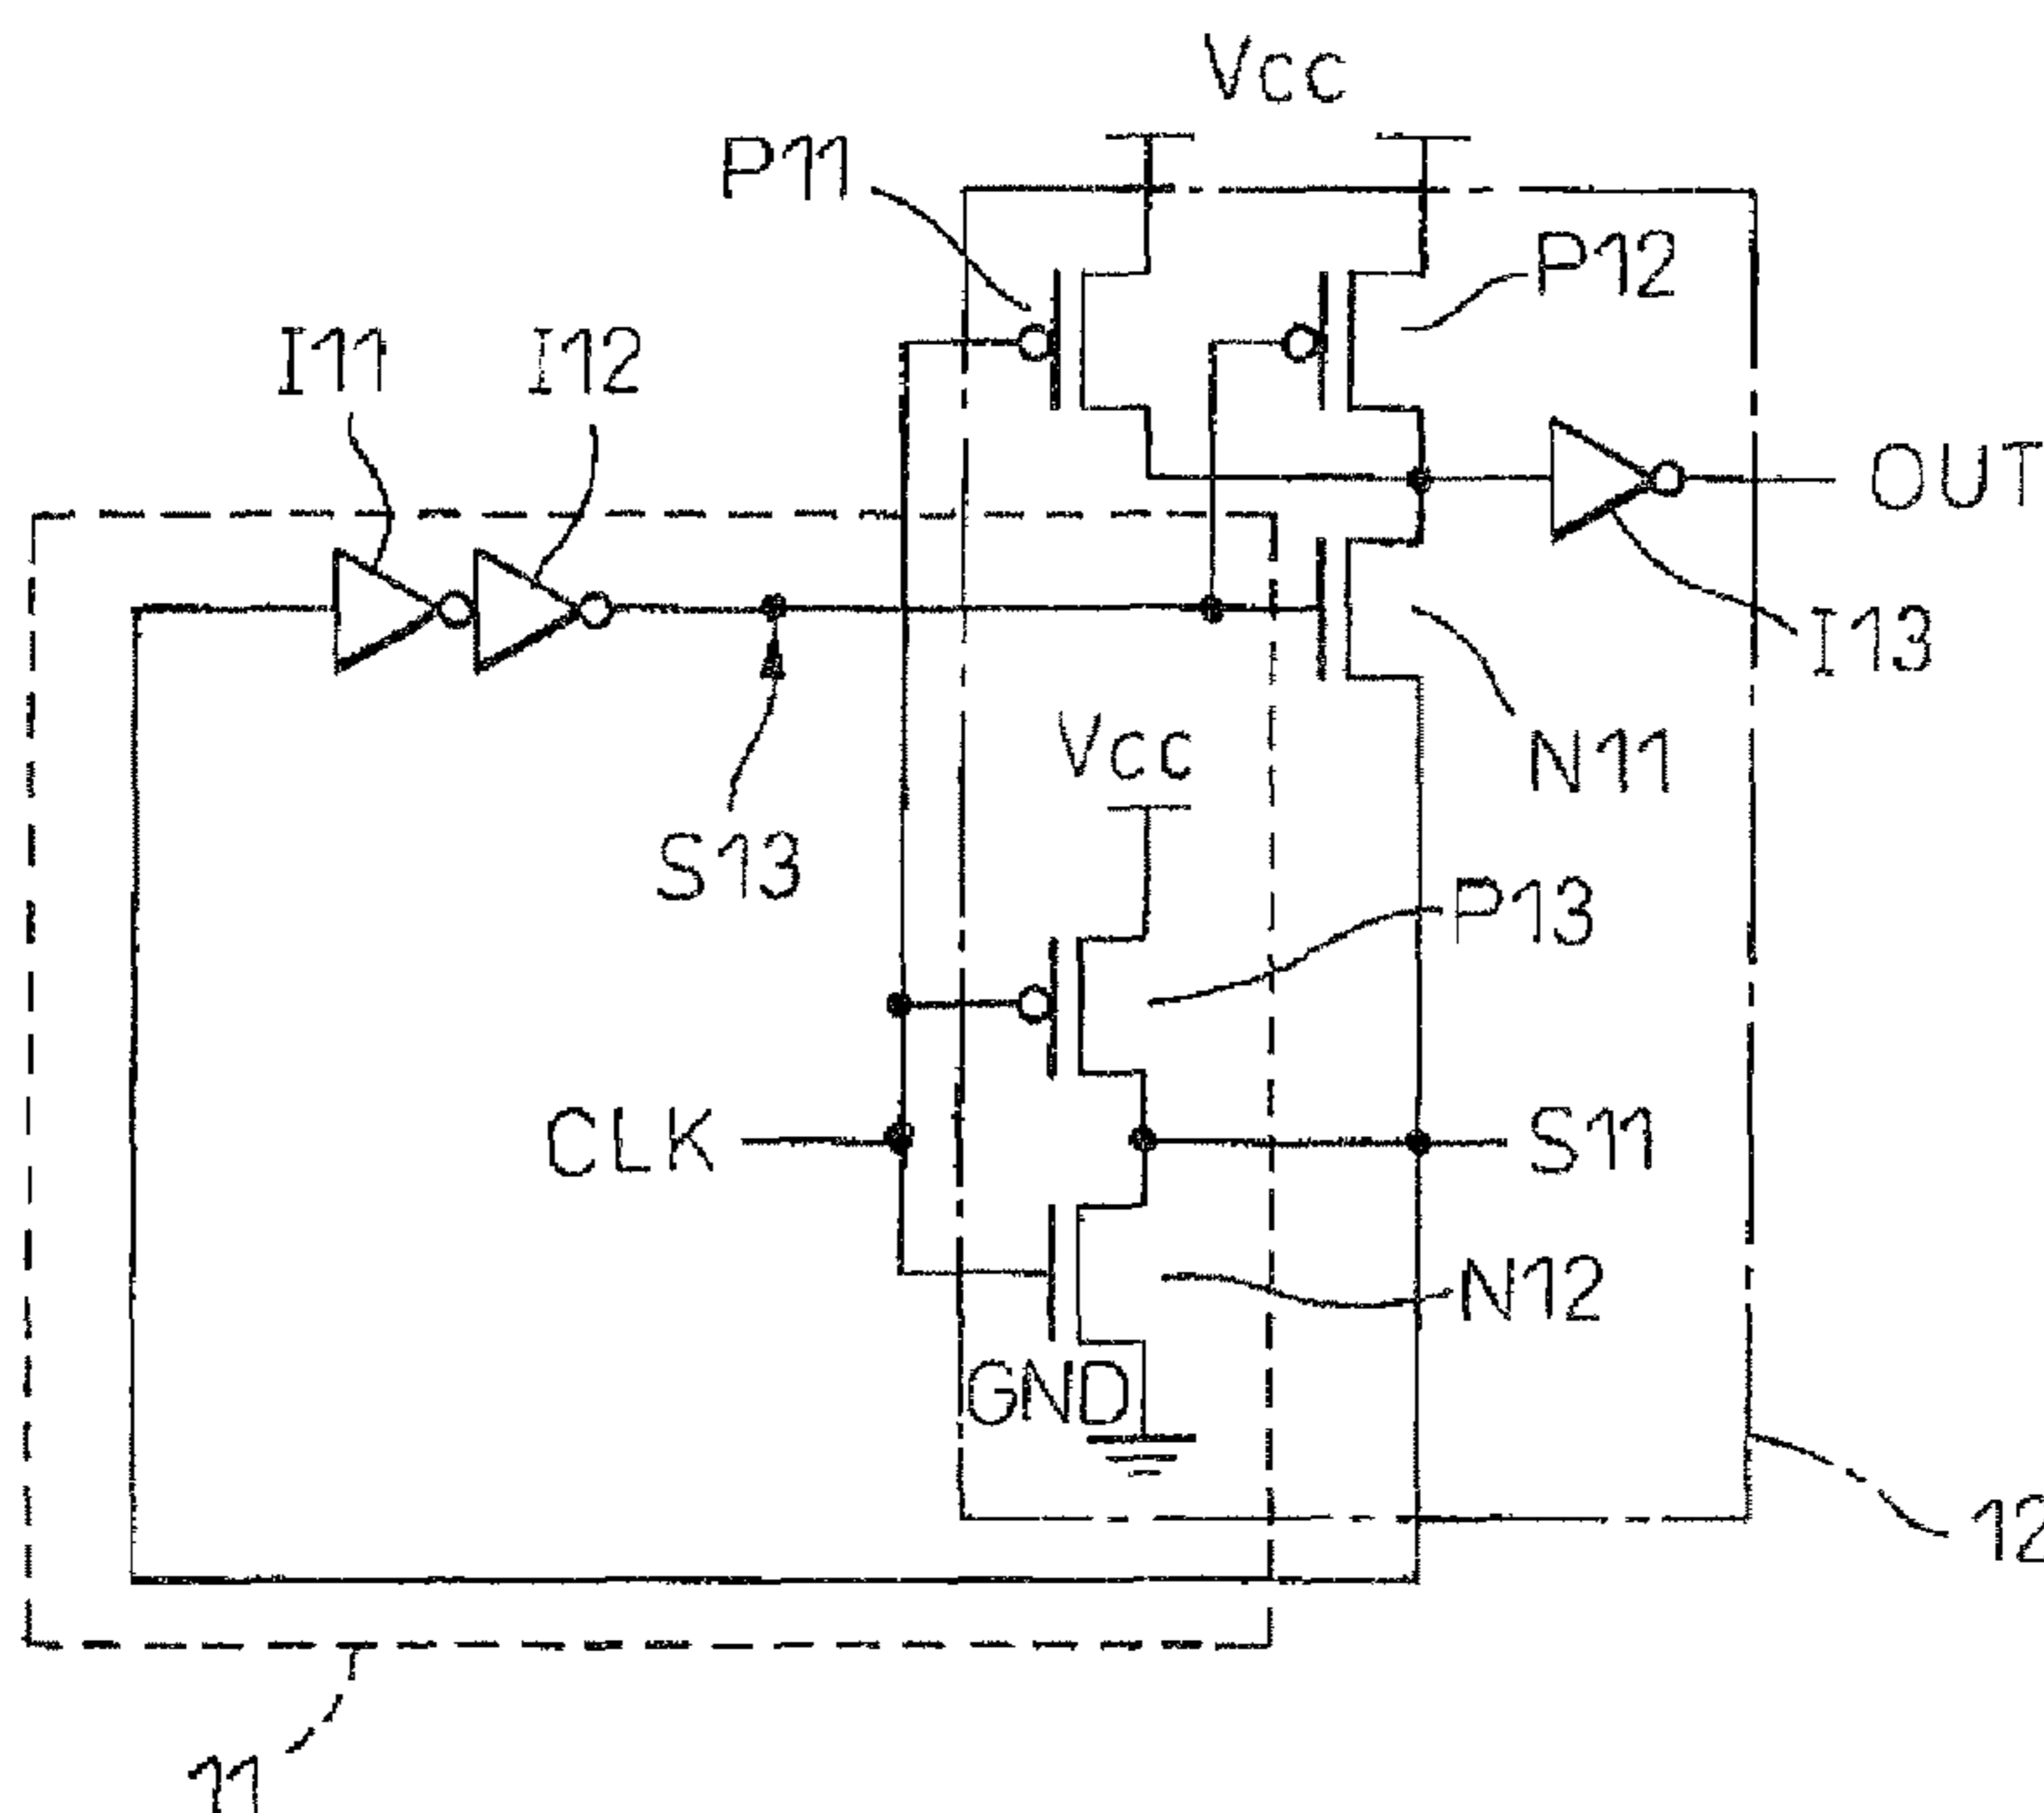 Vcc
P11
P12
I11
I12
OUT
I13
N11
Vcc
S13
P13
CLK
S11
N12
GND
12
11